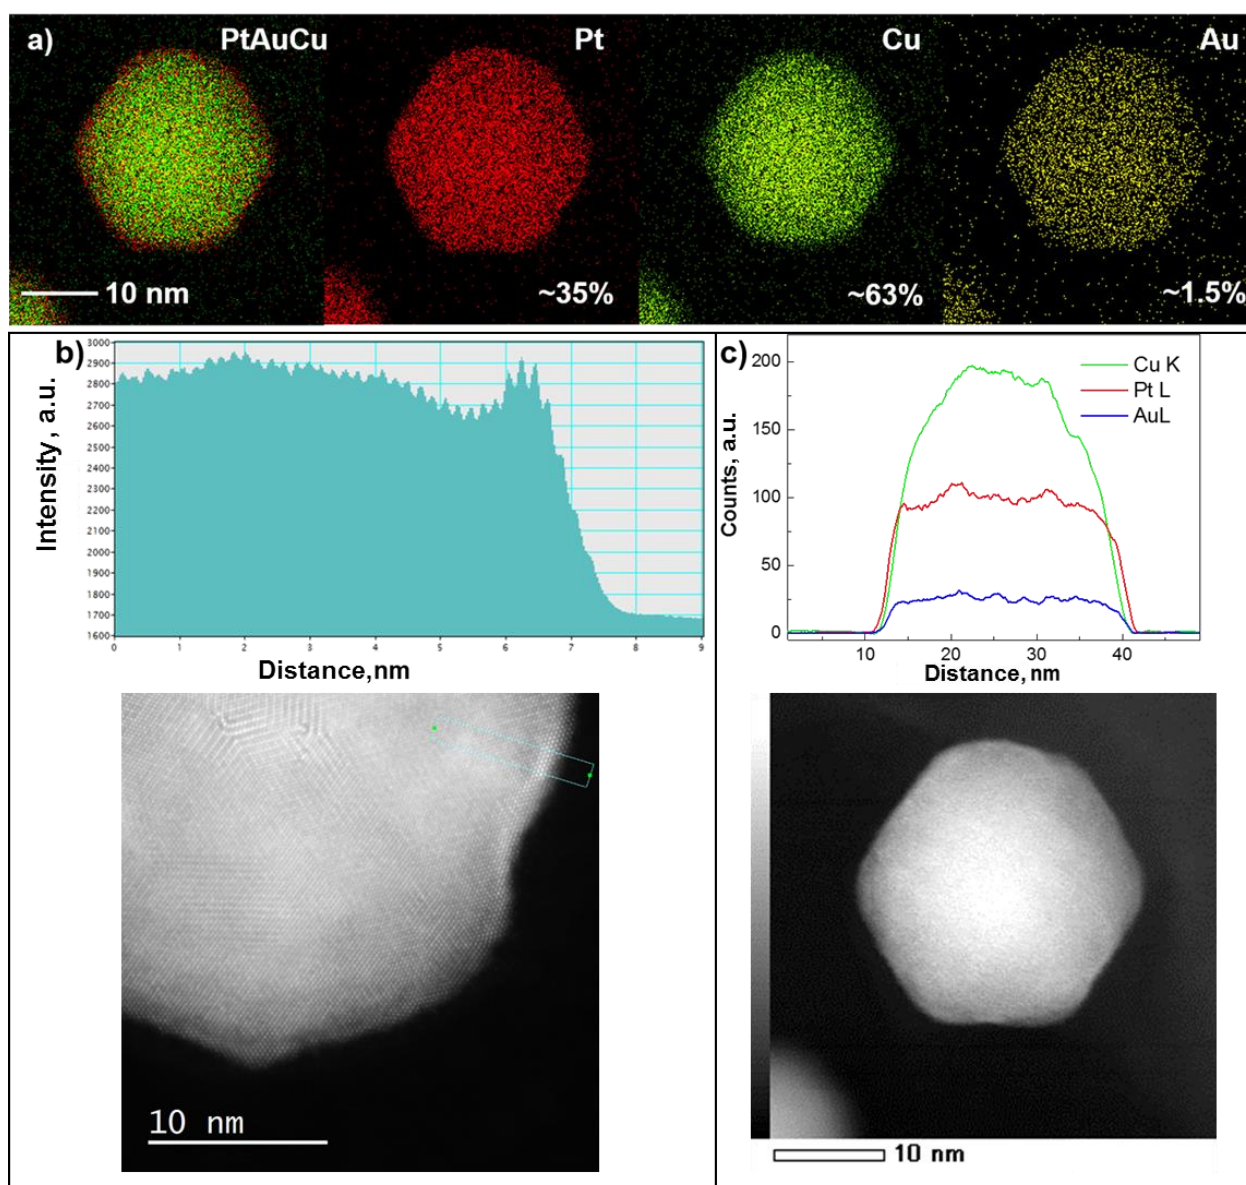 a) PtAuCu Pt Cu Au
10 nm ~35% ~63% ~1.5%
b)
3000
2900
2800
2700
2600
2500
2400
2300
2200
2100
2000
1900
1800
1700
1600
Intensity, a.u.
0 1 2 3 4 5 6 7 8 9
Distance,nm
10 nm
c)
200
150
100
50
0
Counts, a.u.
Cu K
Pt L
AuL
10 20 30 40
Distance, nm
10 nm